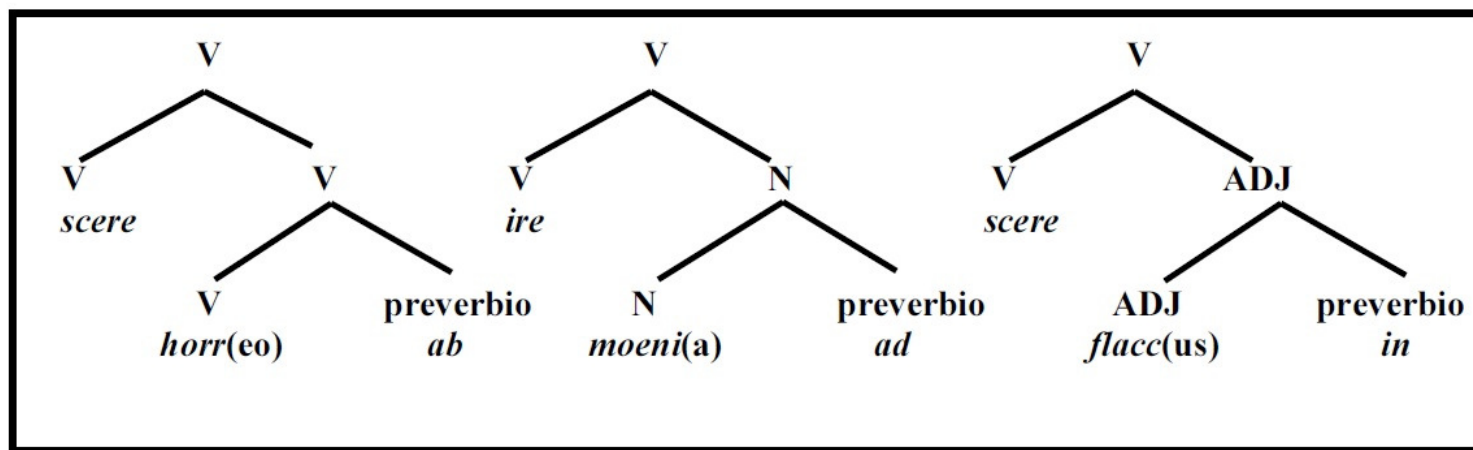 V V V
V V V N V ADJ
scere ire scere
V preverbio N preverbio ADJ preverbio
horr(eo) ab moeni(a) ad flacc(us) in